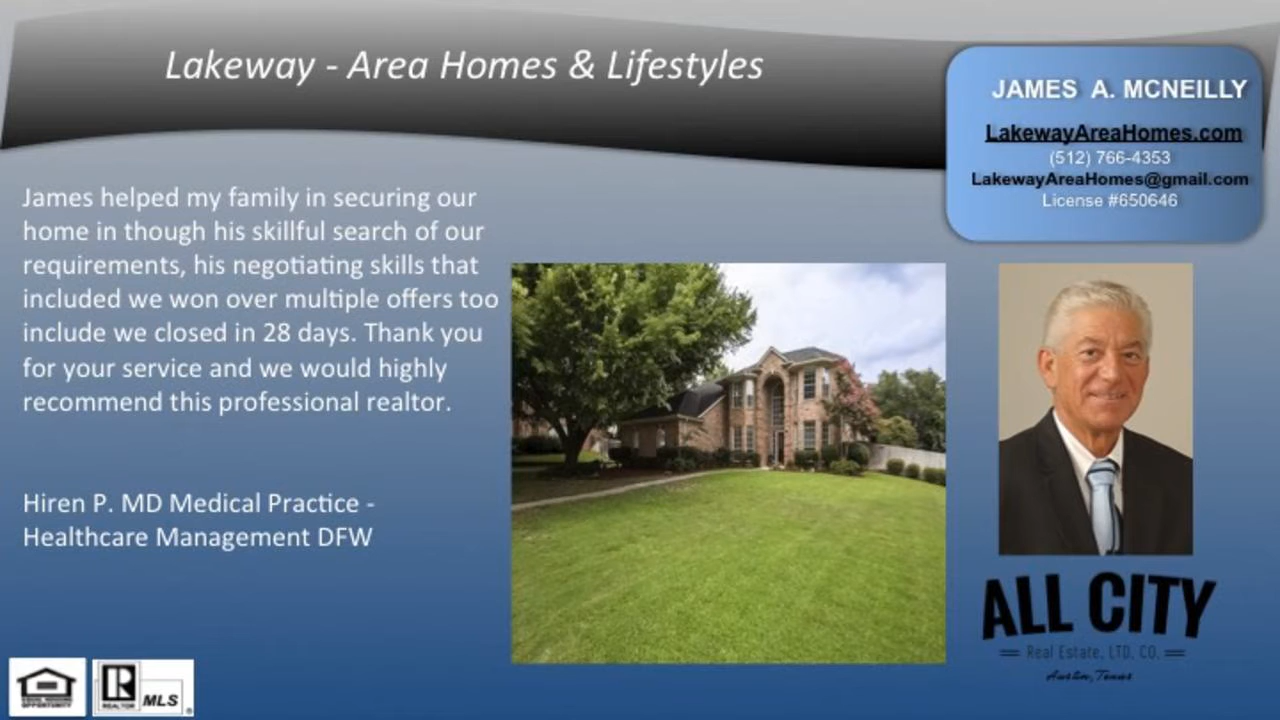 Lakeway - Area Homes & Lifestyles
JAMES A. MCNEILLY
LakewayAreaHomes.com
(512) 766-4353
LakewayAreaHomes@gmail.com
License #650646
James helped my family in securing our
home in though his skillful search of our
requirements, his negotiating skills that
included we won over multiple offers too
include we closed in 28 days. Thank you
for your service and we would highly
recommend this professional realtor.
Hiren P. MD Medical Practice -
Healthcare Management DFW
ALL CITY
Real Estate, LTD. CO.
Austin, Texas
EQUAL HOUSING
OPPORTUNITY
R
REALTOR
MLS
®